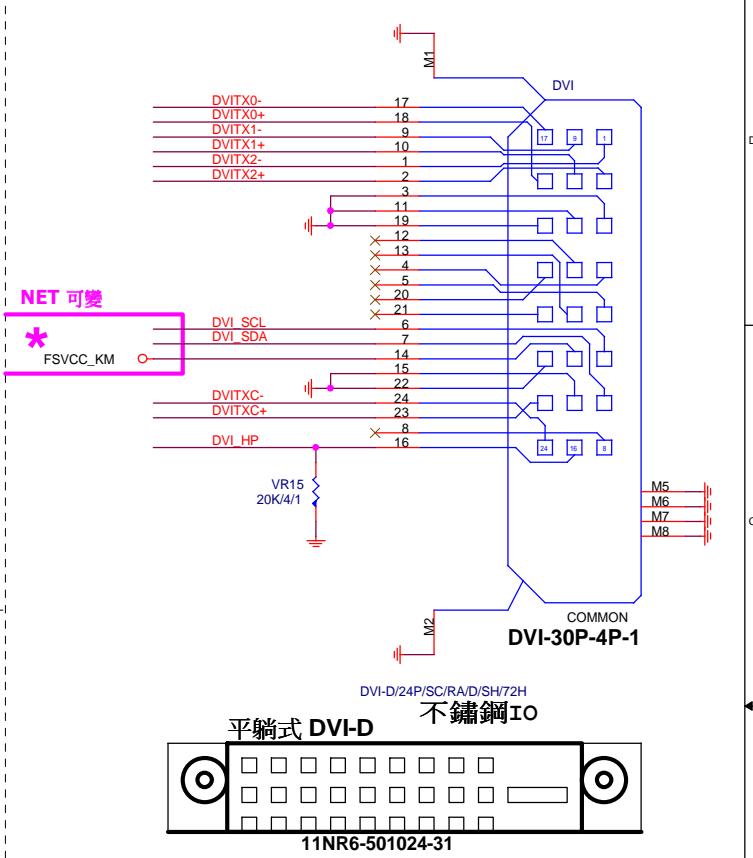 M1
DVI
DVITX0- 17
DVITX0+ 18
DVITX1- 9
DVITX1+ 10
DVITX2- 1
DVITX2+ 2
3
11
19
12
13
4
5
20
21
17 9 1
D
NET 可變
*
FSVCC_KM
DVI_SCL 6
DVI_SDA 7
14
15
22
DVITXC- 24
DVITXC+ 23
8
DVI_HP 16
24 16 8
VR15
20K/4/1
M5
M6
M7
M8
C
M2
COMMON
DVI-30P-4P-1
DVI-D/24P/SC/RA/D/SH/72H
不鏽鋼IO
平躺式 DVI-D
11NR6-501024-31